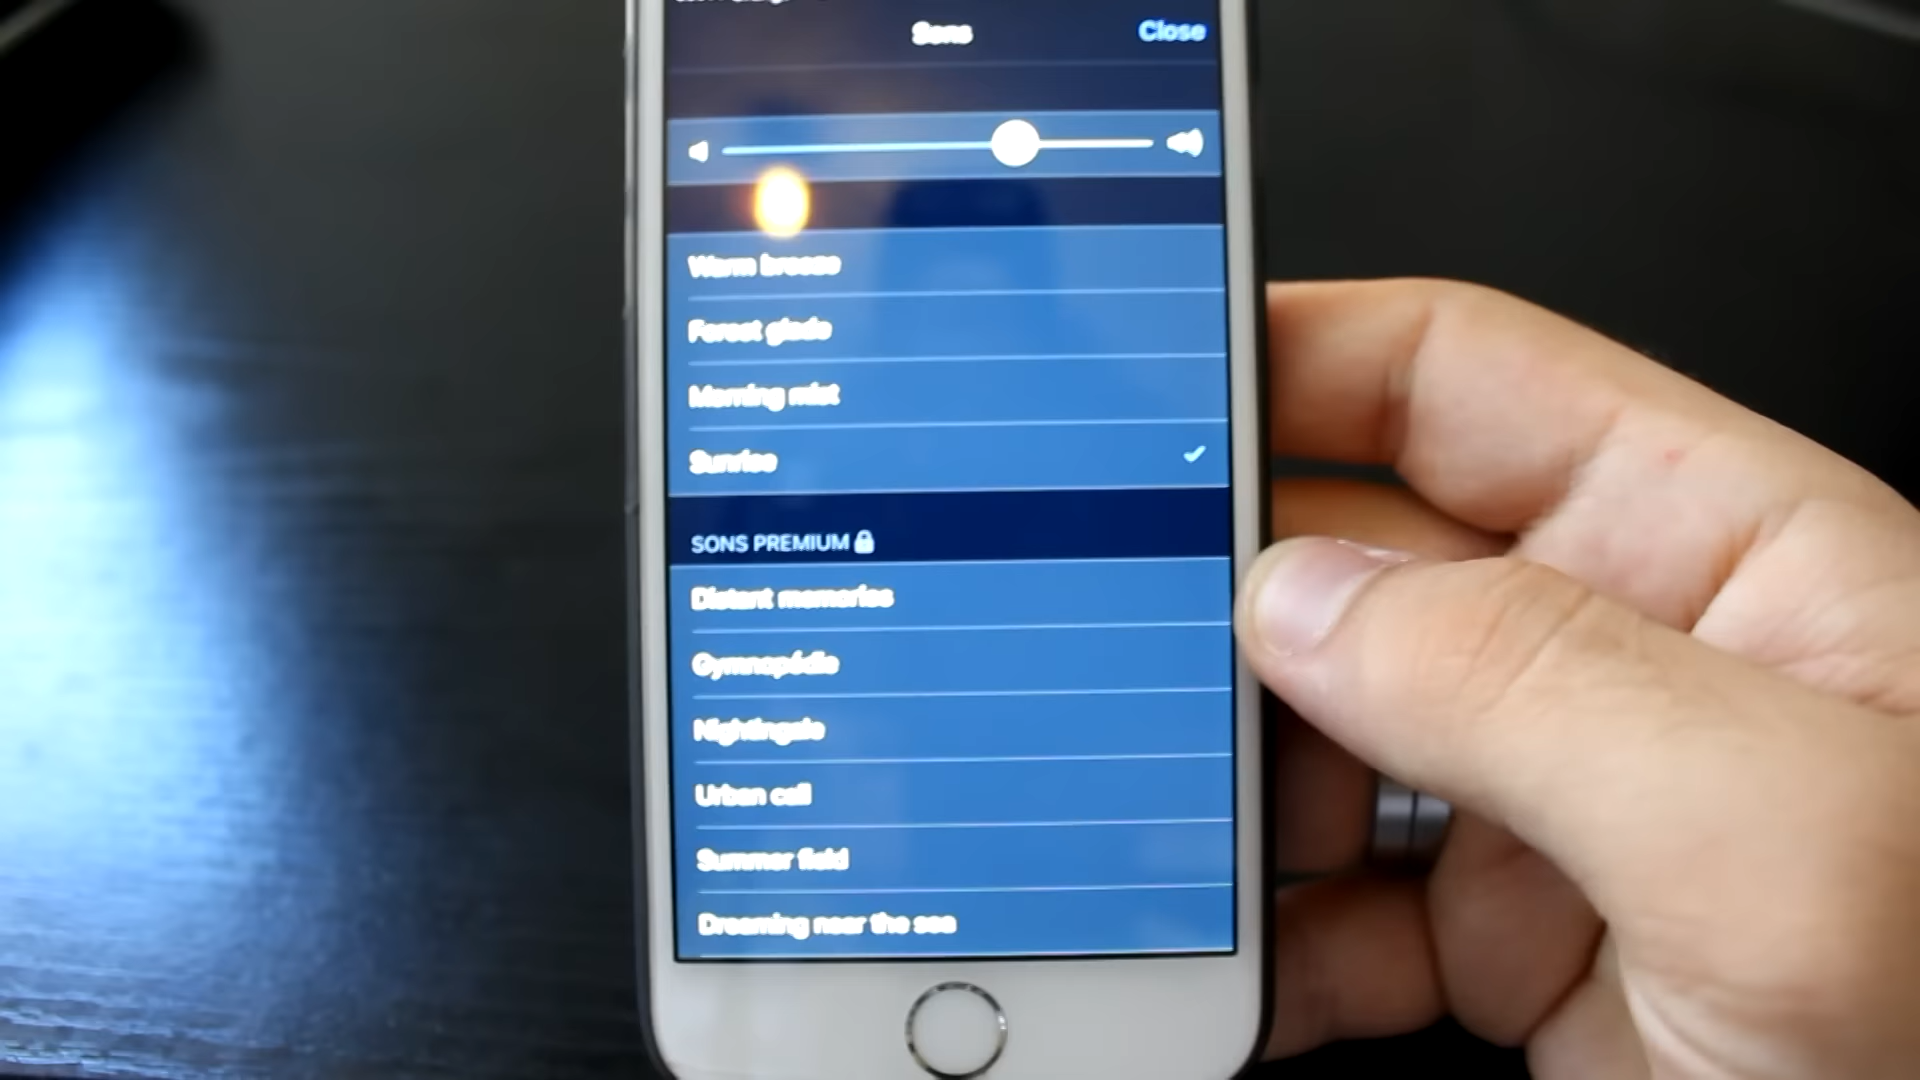 Sons
Close
Warm breeze
Forest glade
Morning mist
Sunrise
SONS PREMIUM
Distant memories
Gymnopédie
Nightingale
Urban call
Summer field
Dreaming near the sea